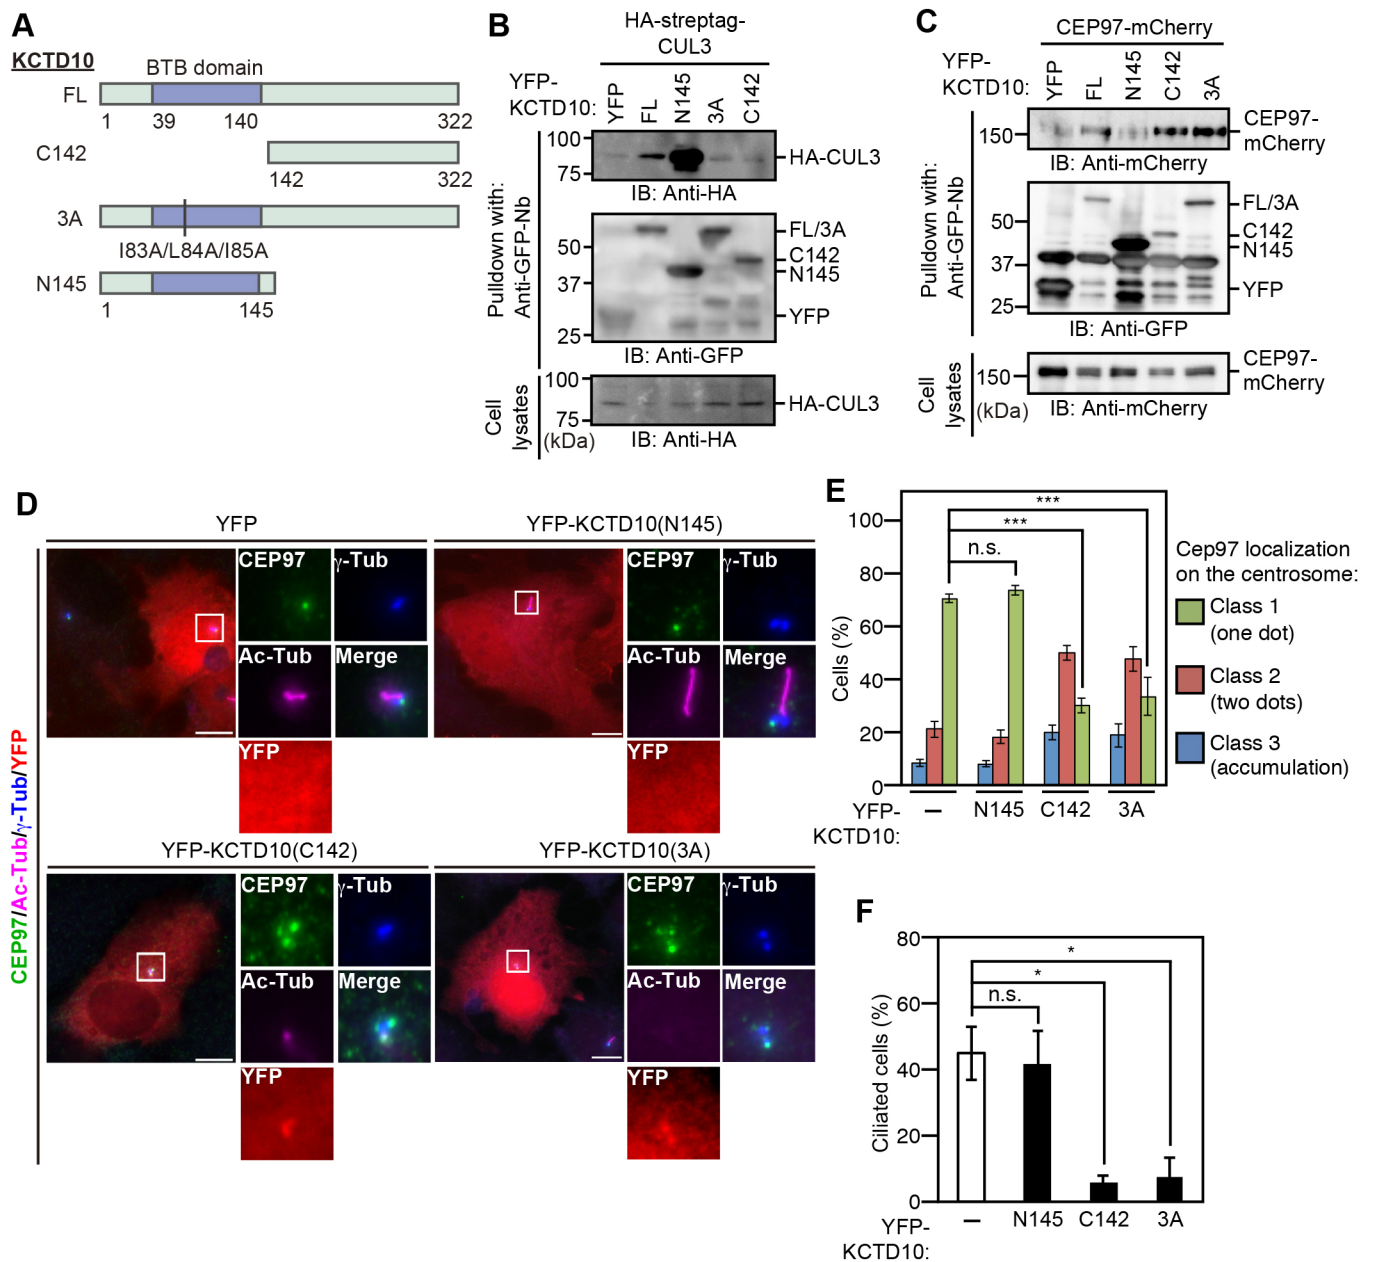 A
KCTD10
BTB domain
FL
1 39 140 322
C142
142 322
3A
I83A/L84A/I85A
N145
1 145
B
HA-streptag-
CUL3
YFP-
KCTD10:
YFP
FL
N145
3A
C142
Pulldown with:
Anti-GFP-Nb
100
75
HA-CUL3
IB: Anti-HA
50
37
25
FL/3A
C142
N145
YFP
IB: Anti-GFP
Cell
lysates
100
75
(kDa)
HA-CUL3
IB: Anti-HA
C
CEP97-mCherry
YFP-
KCTD10:
YFP
FL
N145
C142
3A
Pulldown with:
Anti-GFP-Nb
150
CEP97-
mCherry
IB: Anti-mCherry
50
37
25
FL/3A
C142
N145
YFP
IB: Anti-GFP
Cell
lysates
150
(kDa)
CEP97-
mCherry
IB: Anti-mCherry
D
CEP97/Ac-Tub/γ-Tub/YFP
YFP
CEP97 γ-Tub
Ac-Tub Merge
YFP
YFP-KCTD10(N145)
CEP97 γ-Tub
Ac-Tub Merge
YFP
YFP-KCTD10(C142)
CEP97 γ-Tub
Ac-Tub Merge
YFP
YFP-KCTD10(3A)
CEP97 γ-Tub
Ac-Tub Merge
YFP
E
Cells (%)
100
80
60
40
20
0
***
***
n.s.
YFP-
KCTD10:
– N145 C142 3A
Cep97 localization
on the centrosome:
Class 1
(one dot)
Class 2
(two dots)
Class 3
(accumulation)
F
Ciliated cells (%)
80
60
40
20
0
*
*
n.s.
YFP-
KCTD10:
– N145 C142 3A